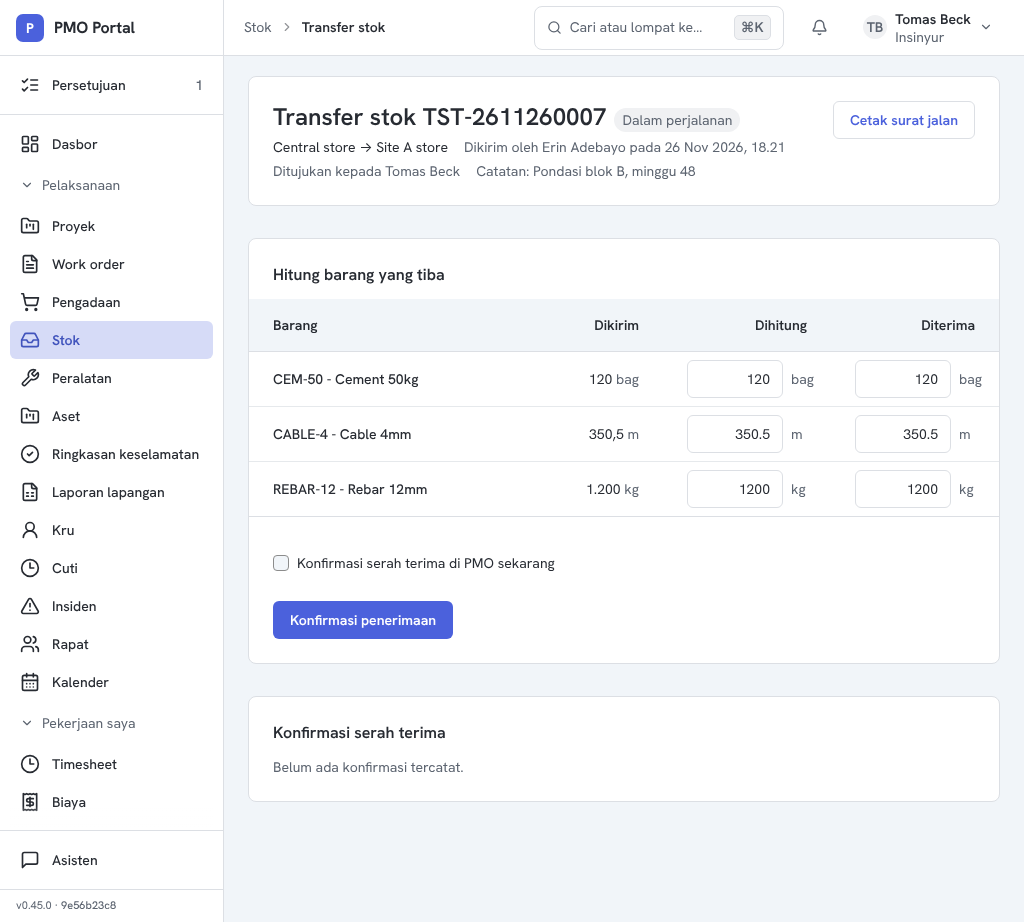 P PMO Portal
Persetujuan 1
Dasbor
Pelaksanaan
Proyek
Work order
Pengadaan
Stok
Peralatan
Aset
Ringkasan keselamatan
Laporan lapangan
Kru
Cuti
Insiden
Rapat
Kalender
Pekerjaan saya
Timesheet
Biaya
Asisten
v0.45.0 · 9e56b23c8
Stok > Transfer stok
Cari atau lompat ke... ⌘K
TB Tomas Beck
Insinyur
Transfer stok TST-2611260007 Dalam perjalanan
Cetak surat jalan
Central store → Site A store Dikirim oleh Erin Adebayo pada 26 Nov 2026, 18.21
Ditujukan kepada Tomas Beck Catatan: Pondasi blok B, minggu 48
Hitung barang yang tiba
Barang Dikirim Dihitung Diterima
CEM-50 - Cement 50kg 120 bag 120 bag 120 bag
CABLE-4 - Cable 4mm 350,5 m 350.5 m 350.5 m
REBAR-12 - Rebar 12mm 1.200 kg 1200 kg 1200 kg
Konfirmasi serah terima di PMO sekarang
Konfirmasi penerimaan
Konfirmasi serah terima
Belum ada konfirmasi tercatat.